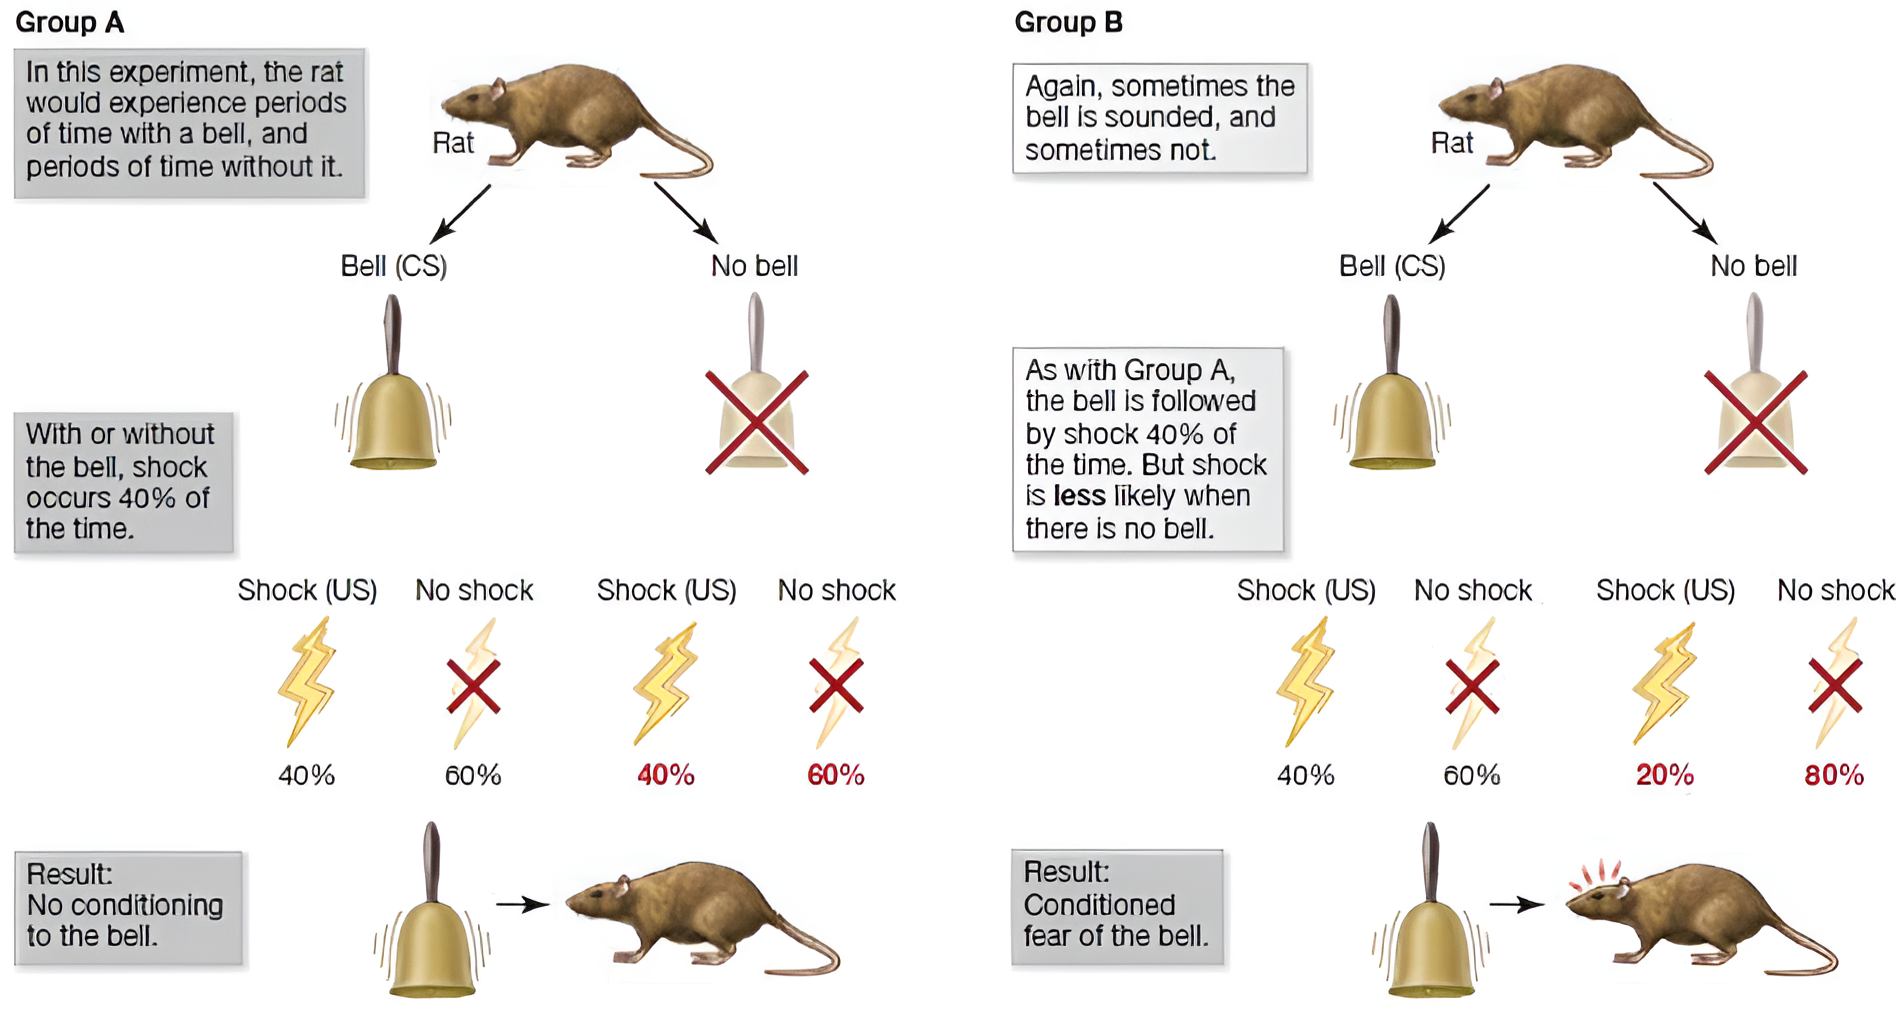 Group A
In this experiment, the rat
would experience periods
of time with a bell, and
periods of time without it.
Rat
Bell (CS)
No bell
With or without
the bell, shock
occurs 40% of
the time.
Shock (US)
No shock
Shock (US)
No shock
40%
60%
40%
60%
Result:
No conditioning
to the bell.
Group B
Again, sometimes the
bell is sounded, and
sometimes not.
Rat
Bell (CS)
No bell
As with Group A,
the bell is followed
by shock 40% of
the time. But shock
is less likely when
there is no bell.
Shock (US)
No shock
Shock (US)
No shock
40%
60%
20%
80%
Result:
Conditioned
fear of the bell.